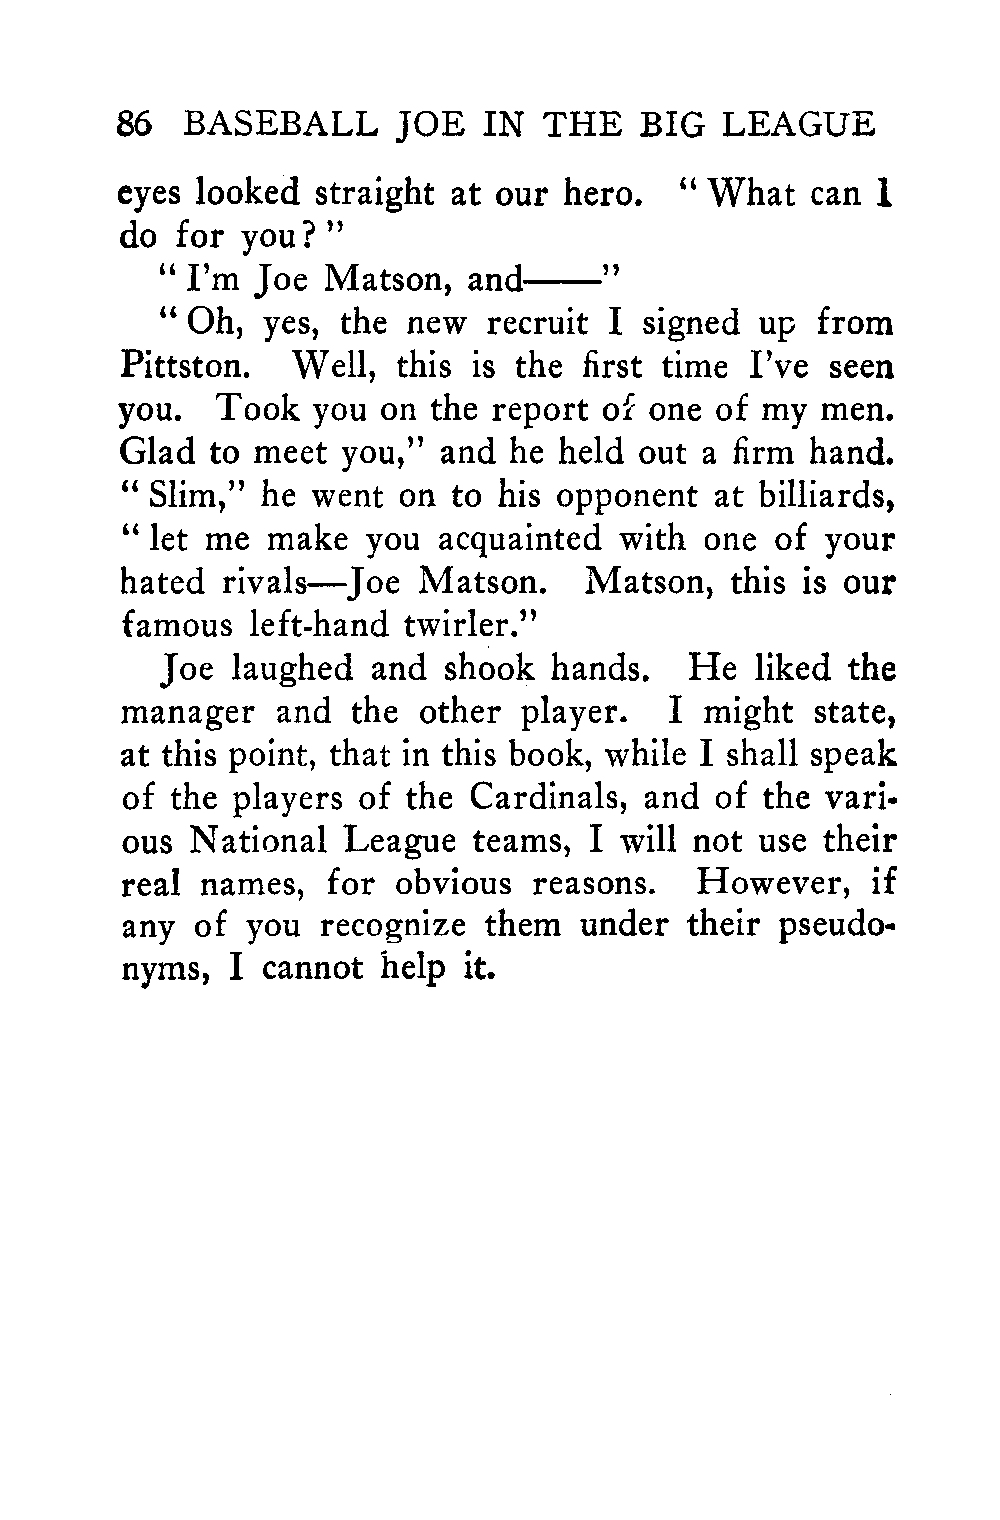 86 BASEBALL JOE IN THE BIG LEAGUE
eyes looked straight at our hero. “ What can I
do for you? ”
“ I’m Joe Matson, and——”
“ Oh, yes, the new recruit I signed up from
Pittston. Well, this is the first time I’ve seen
you. Took you on the report of one of my men.
Glad to meet you,” and he held out a firm hand.
“ Slim,” he went on to his opponent at billiards,
“ let me make you acquainted with one of your
hated rivals—Joe Matson. Matson, this is our
famous left-hand twirler.”
Joe laughed and shook hands. He liked the
manager and the other player. I might state,
at this point, that in this book, while I shall speak
of the players of the Cardinals, and of the vari-
ous National League teams, I will not use their
real names, for obvious reasons. However, if
any of you recognize them under their pseudo-
nyms, I cannot help it.